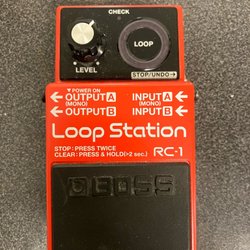 CHECK
LOOP
LEVEL
STOP/UNDO→
▼POWER ON
←OUTPUT A INPUT A←
(MONO) (MONO)
←OUTPUT B INPUT B←
Loop Station
STOP : PRESS TWICE
CLEAR : PRESS & HOLD(>2 sec.)
RC-1
BOSS